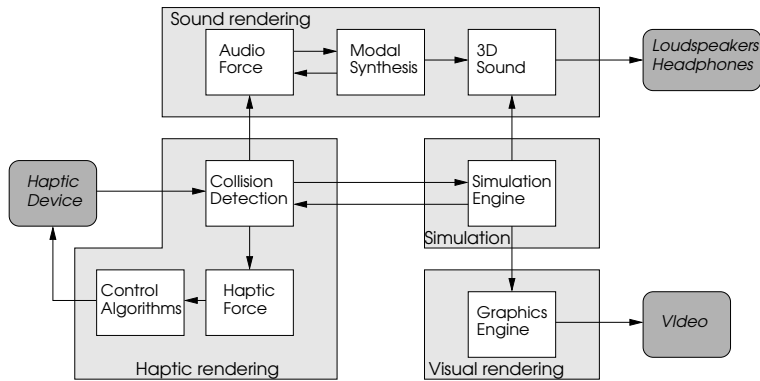 Sound rendering
Audio
Force
Modal
Synthesis
3D
Sound
Loudspeakers
Headphones
Haptic
Device
Collision
Detection
Simulation
Engine
Simulation
Control
Algorithms
Haptic
Force
Haptic rendering
Graphics
Engine
Visual rendering
VIdeo